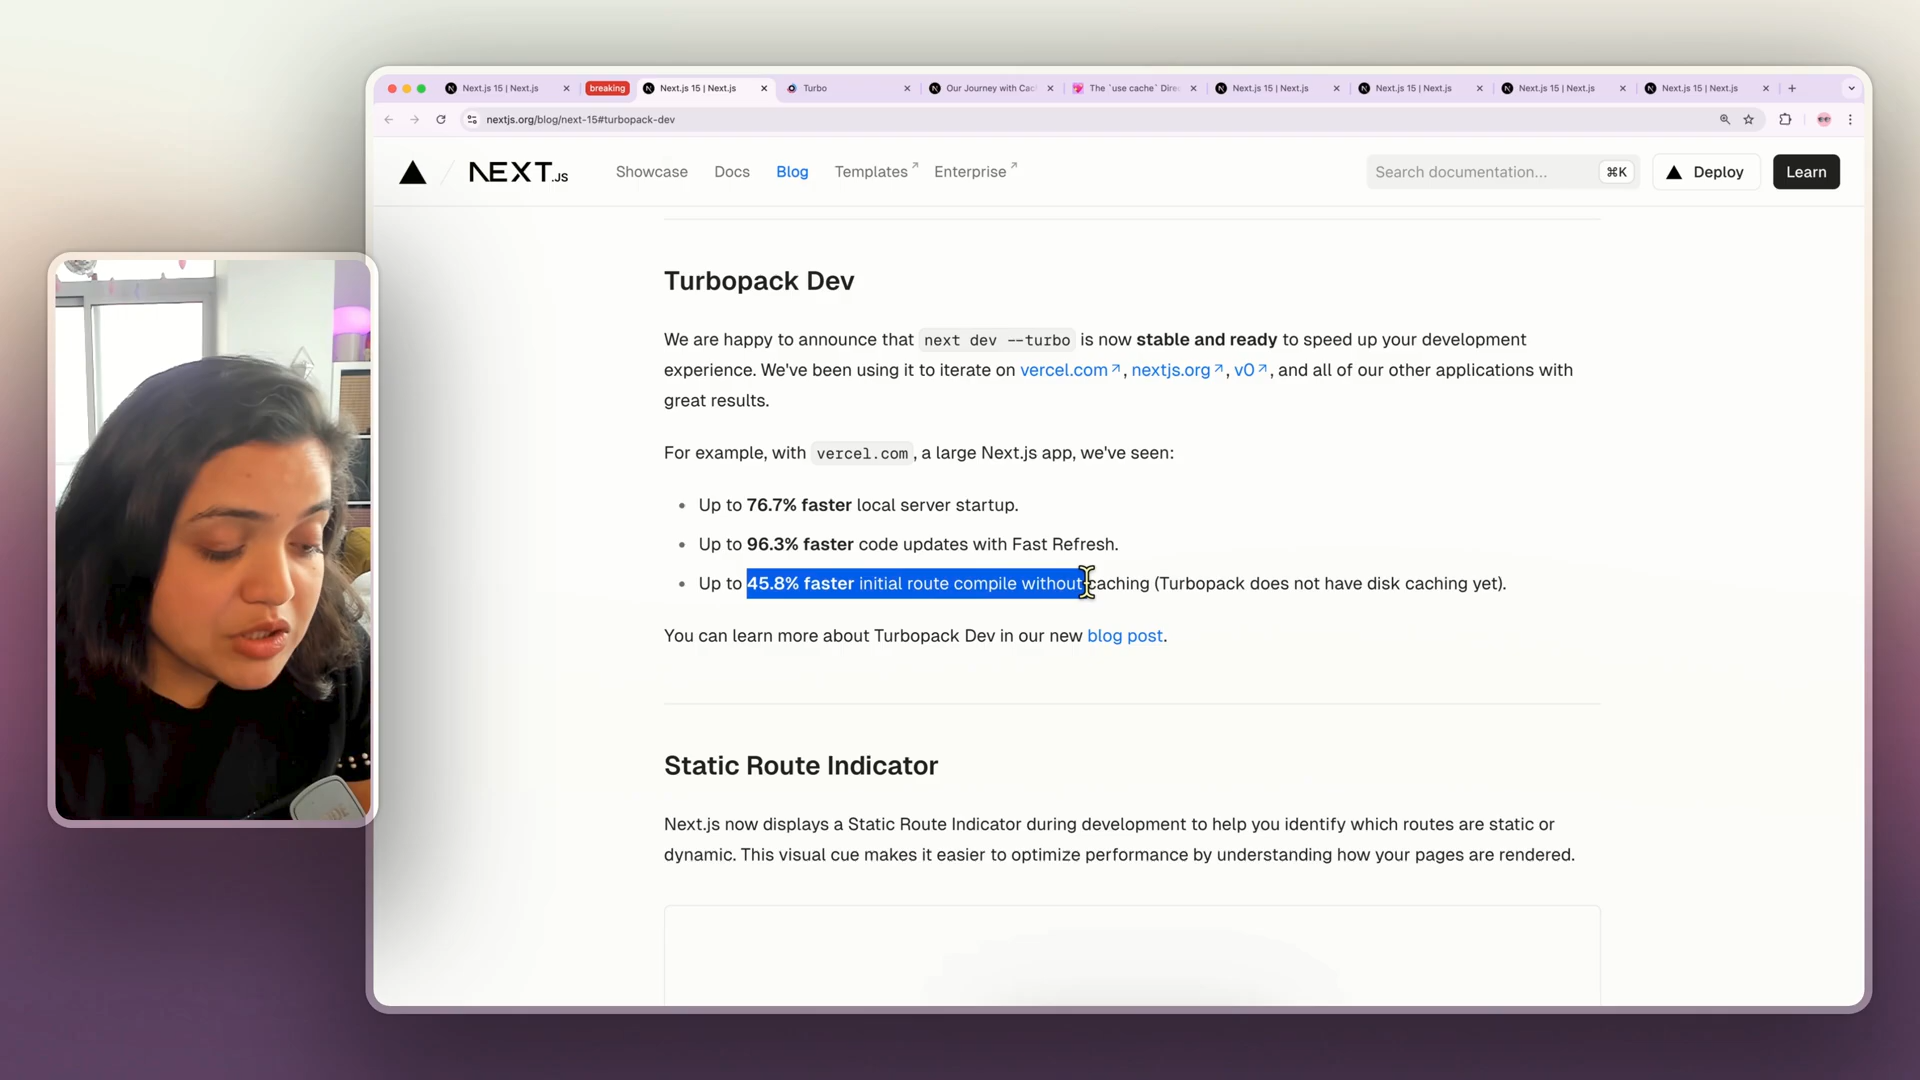 Next.js 15 | Next.js
breaking
Next.js 15 | Next.js
Turbo
Our Journey with Cac
The `use cache` Direc
Next.js 15 | Next.js
Next.js 15 | Next.js
Next.js 15 | Next.js
Next.js 15 | Next.js
nextjs.org/blog/next-15#turbopack-dev
NEXT.JS
Showcase
Docs
Blog
Templates
Enterprise
Search documentation...
⌘K
Deploy
Learn
Turbopack Dev
We are happy to announce that next dev --turbo is now stable and ready to speed up your development
experience. We've been using it to iterate on vercel.com, nextjs.org, v0, and all of our other applications with
great results.
For example, with vercel.com, a large Next.js app, we've seen:
• Up to 76.7% faster local server startup.
• Up to 96.3% faster code updates with Fast Refresh.
• Up to 45.8% faster initial route compile without caching (Turbopack does not have disk caching yet).
You can learn more about Turbopack Dev in our new blog post.
Static Route Indicator
Next.js now displays a Static Route Indicator during development to help you identify which routes are static or
dynamic. This visual cue makes it easier to optimize performance by understanding how your pages are rendered.